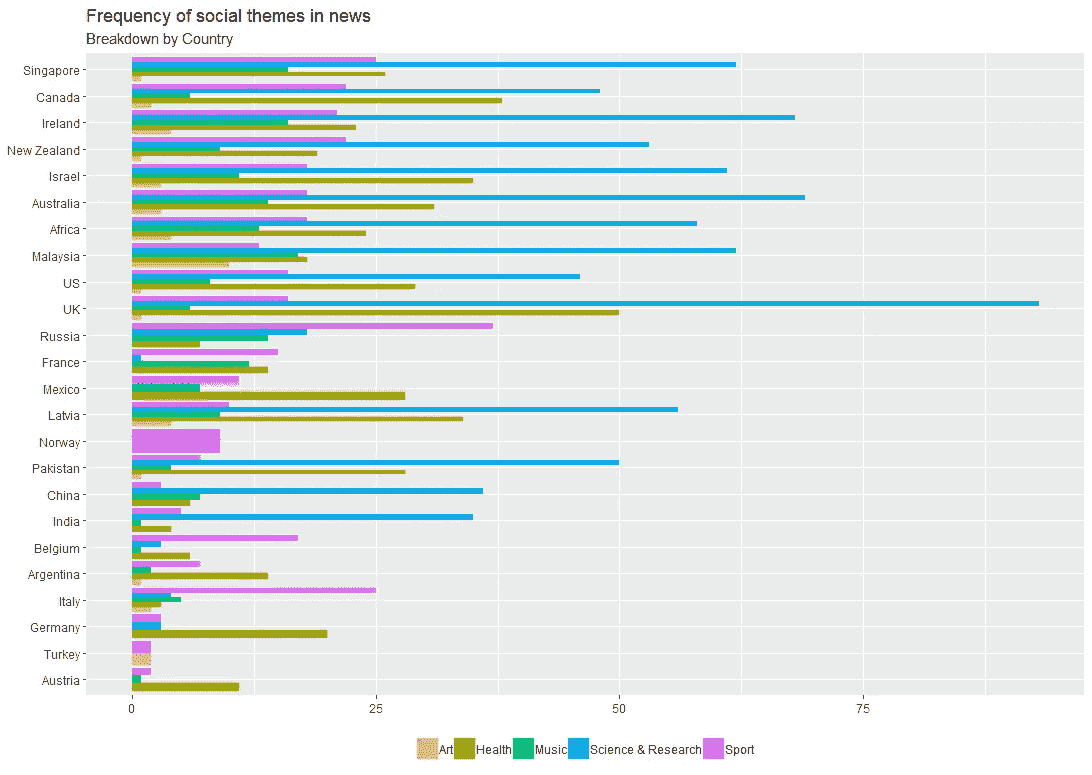 Frequency of social themes in news
Breakdown by Country
Singapore
Canada
Ireland
New Zealand
Israel
Australia
Africa
Malaysia
US
UK
Russia
France
Mexico
Latvia
Norway
Pakistan
China
India
Belgium
Argentina
Italy
Germany
Turkey
Austria
0 25 50 75
Art Health Music Science & Research Sport